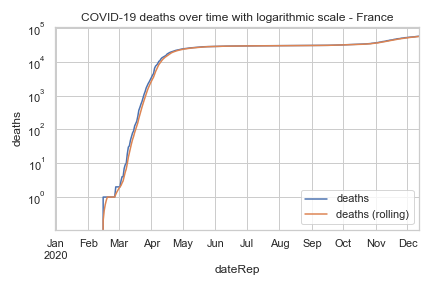 COVID-19 deaths over time with logarithmic scale - France
10^5
10^4
10^3
10^2
10^1
10^0
deaths
deaths
deaths (rolling)
Jan Feb Mar Apr May Jun Jul Aug Sep Oct Nov Dec
2020
dateRep